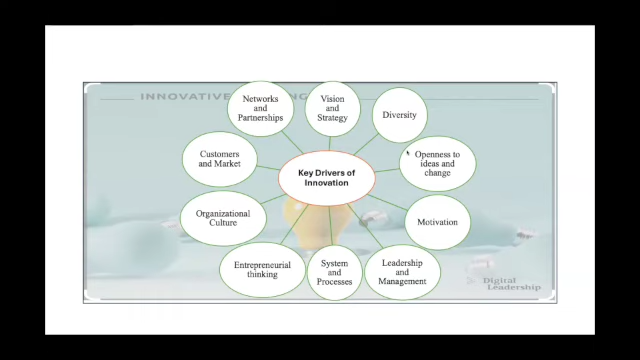 INNOVATIVE
Networks
and
Partnerships
Vision
and
Strategy
Diversity
Customers
and Market
Key Drivers of
Innovation
Openness to
ideas and
change
Organizational
Culture
Motivation
Entrepreneurial
thinking
System
and
Processes
Leadership
and
Management
Digital
Leadership